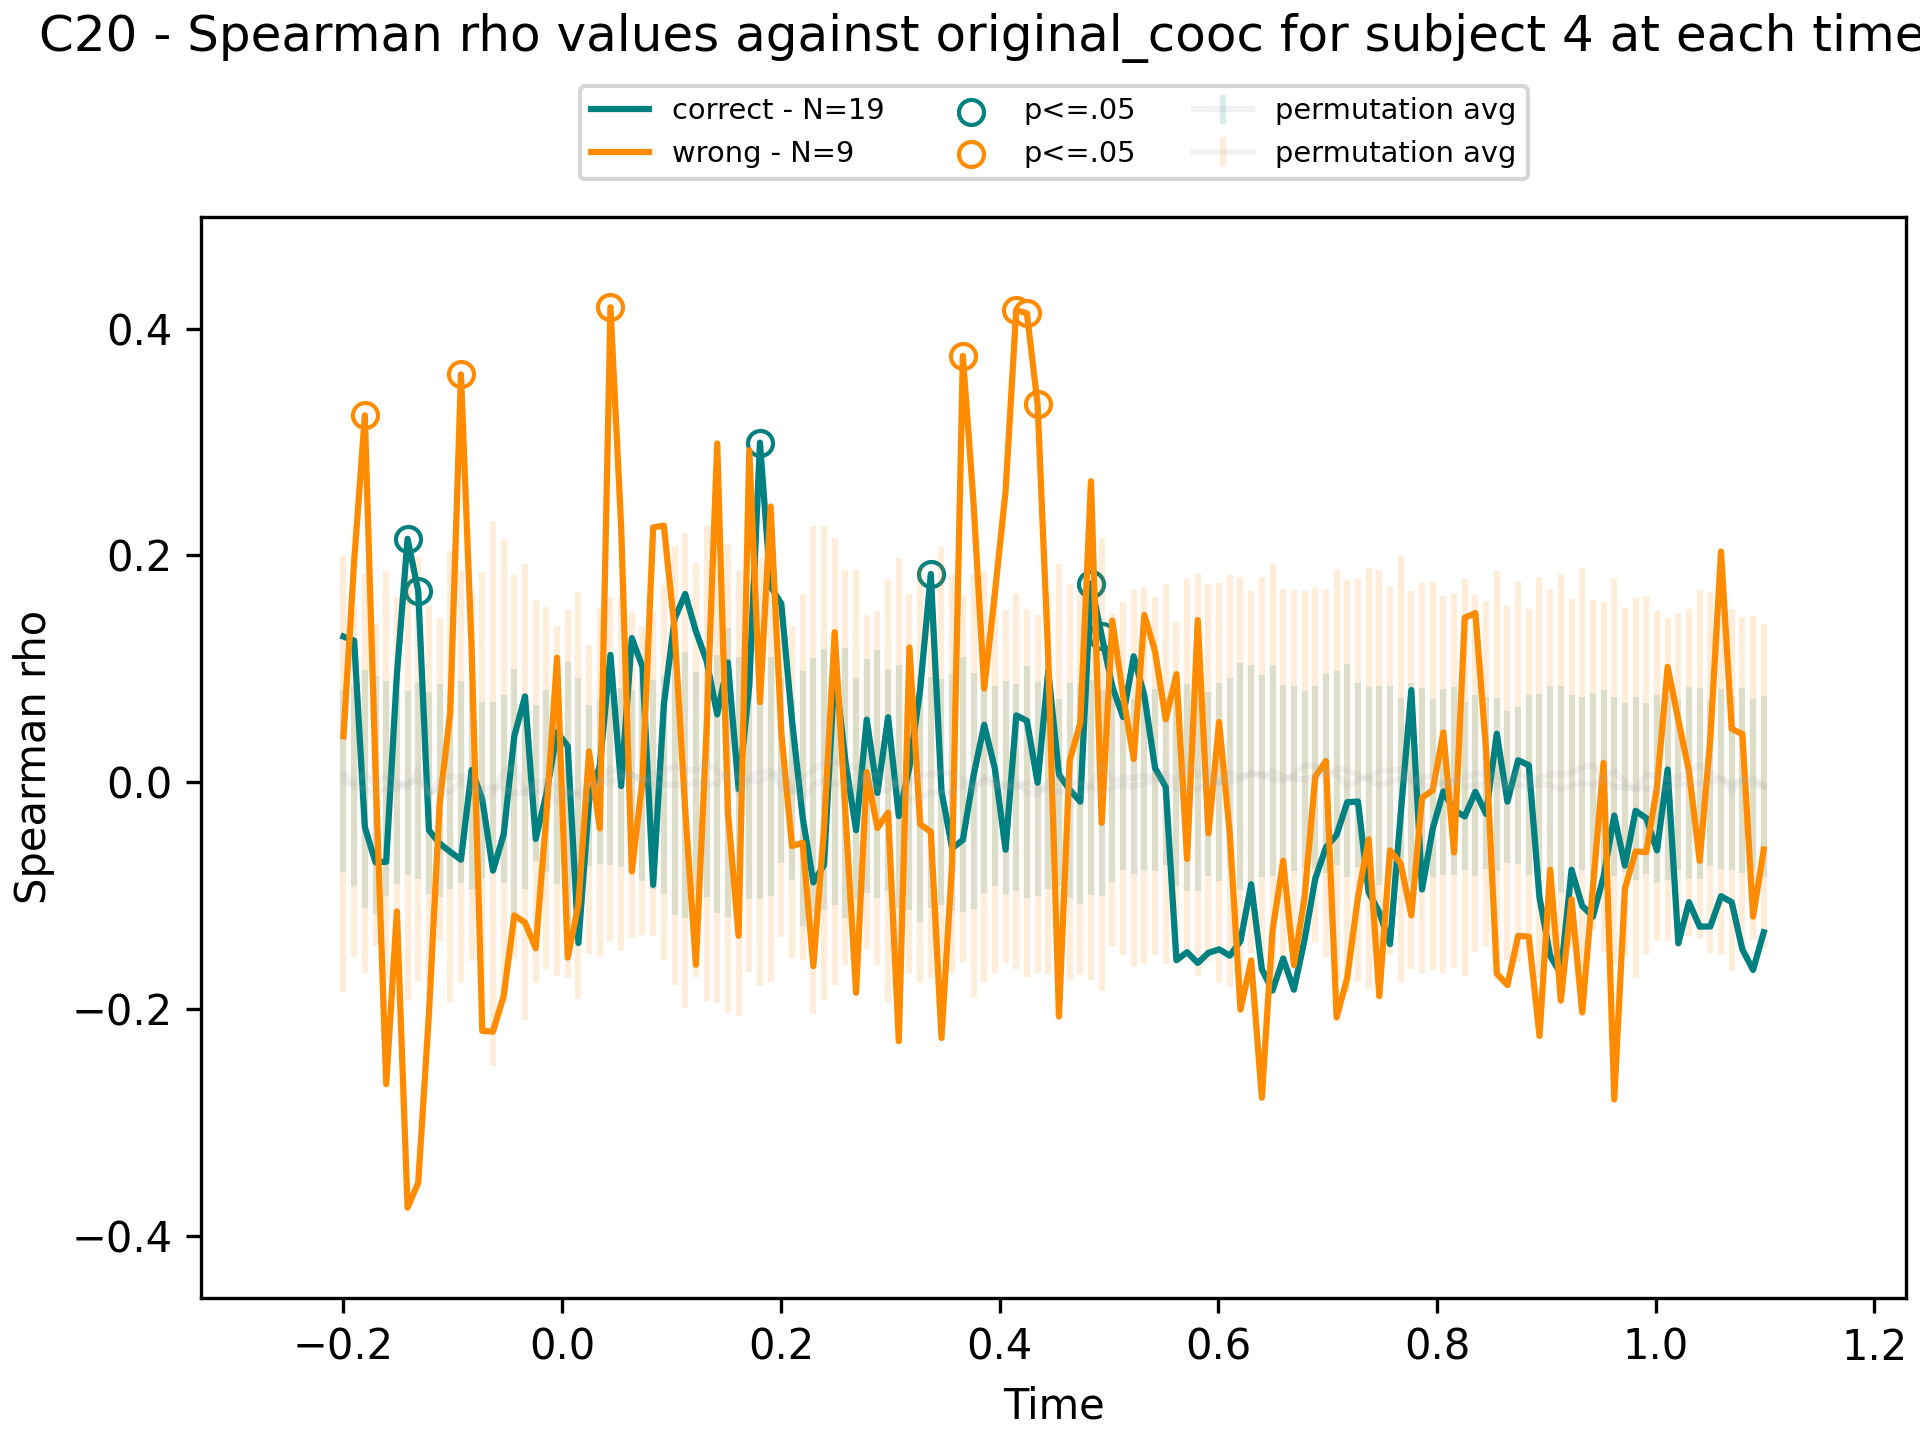 C20 - Spearman rho values against original_cooc for subject 4 at each time
correct - N=19
wrong - N=9
p<=.05
p<=.05
permutation avg
permutation avg
Spearman rho
0.4
0.2
0.0
−0.2
−0.4
−0.2
0.0
0.2
0.4
0.6
0.8
1.0
1.2
Time